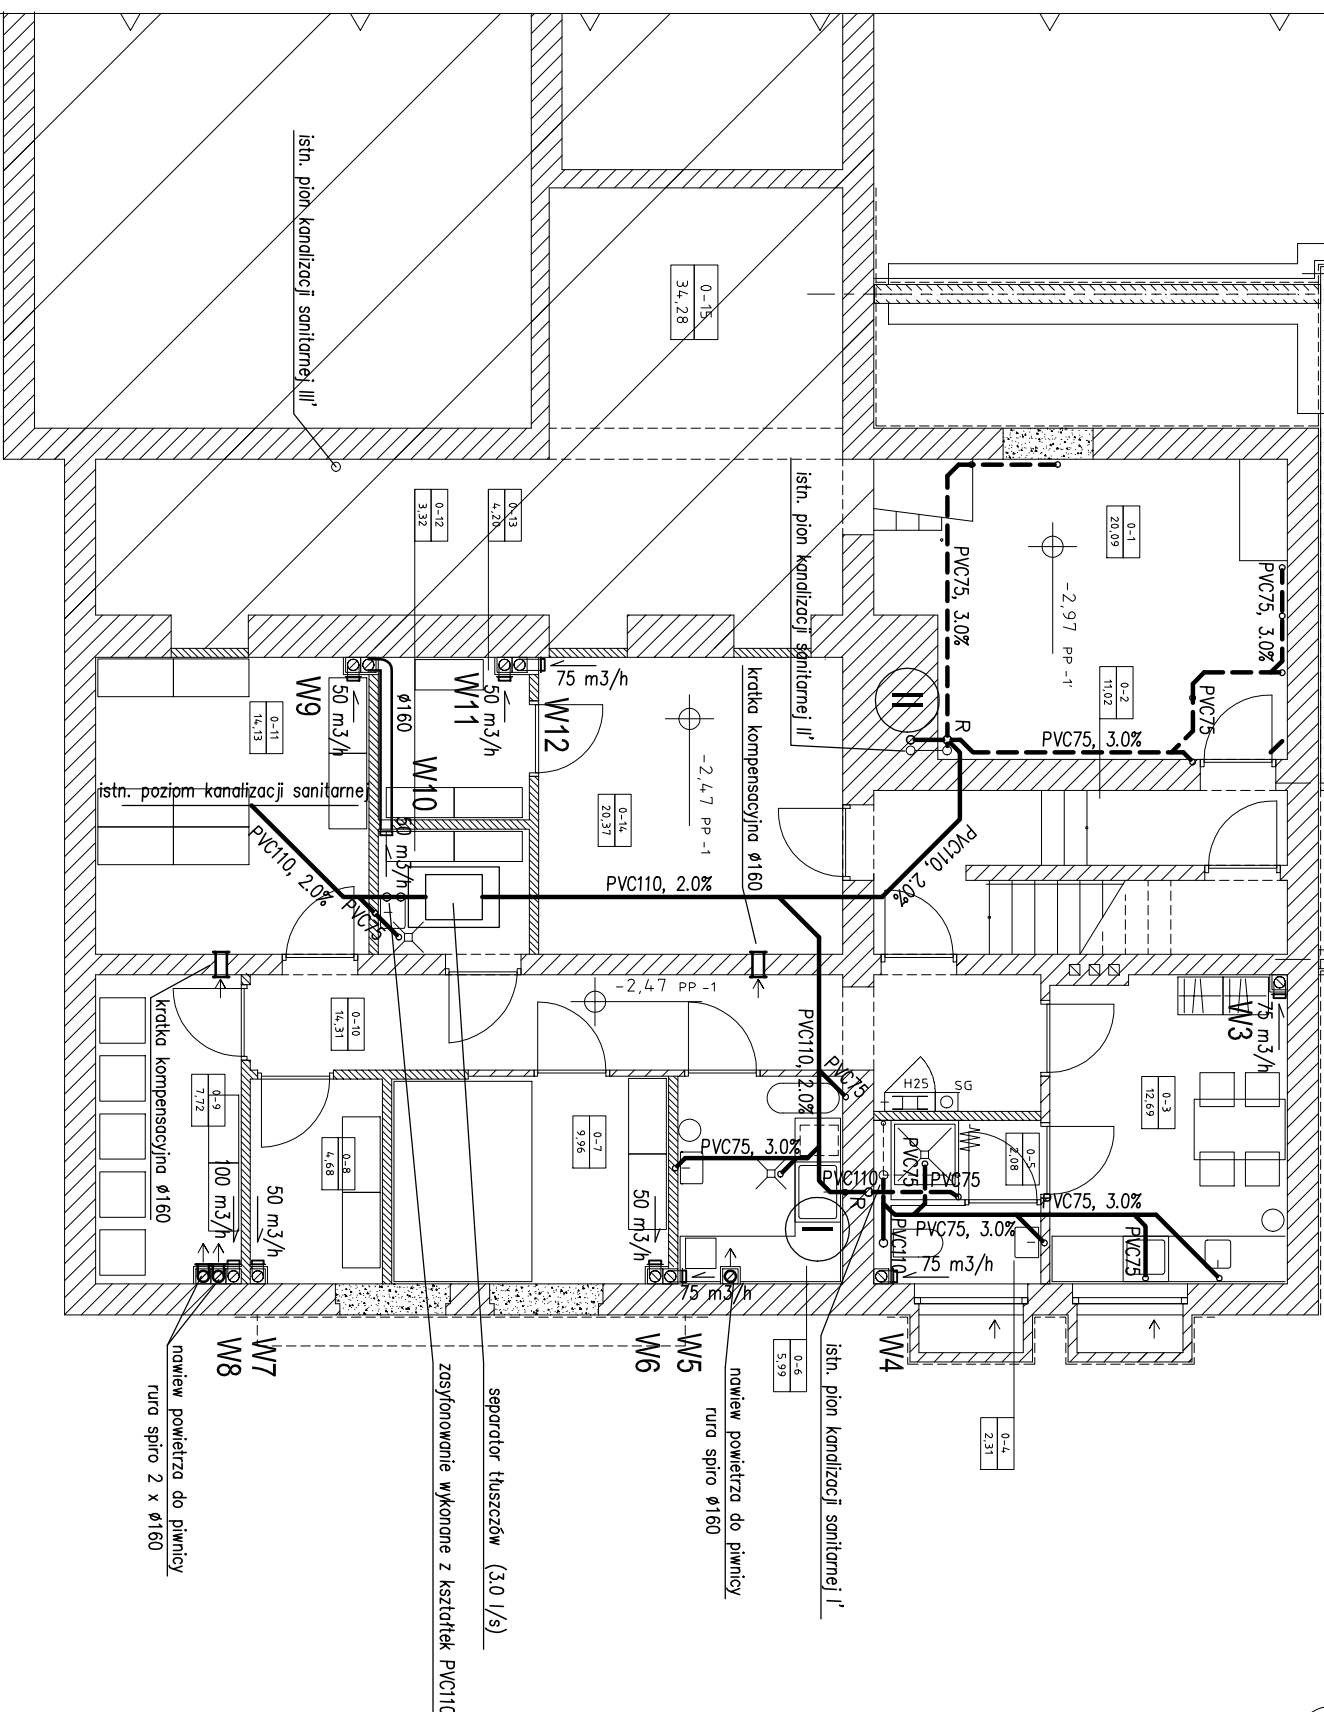 istn. pion kanalizacji sanitarnej III'
0-15
34,28
0-12
3,32
0-13
4,20
istn. pion kanalizacji sanitarnej II'
PVC75, 3.0%
-2,97 PP -1'
0-1
20,09
PVC75, 3.0%
0-2
11,02
PVC75
PVC75, 3.0%
II
R
W9
50 m3/h
ø160
W11
50 m3/h
75 m3/h
W12
0-11
14,13
istn. poziom kanalizacji sanitarnej
W10
50 m3/h
0-14
20,37
-2,47 PP -1
kratka kompensacyjna ø160
PVC110, 2.0%
PVC110, 2.0%
PVC110, 2.0%
PVC75
-2,47 PP -1
kratka kompensacyjna ø160
0-10
14,31
PVC110, 2.0%
PVC75
H25
SG
W3
75 m3/h
0-3
12,69
0-9
7,72
0-8
4,68
0-7
9,96
PVC75, 3.0%
0-5
2,08
PVC75
PVC75
PVC110
R
I
PVC75, 3.0%
PVC75, 3.0%
PVC75
PVC110
75 m3/h
100 m3/h
50 m3/h
50 m3/h
75 m3/h
W8
W7
W6
W5
W4
0-6
5,99
0-4
2,31
nawiew powietrza do piwnicy
rura spiro 2 x ø160
zasyfonowanie wykonane z kształtek PVC110
separator tłuszczów (3.0 l/s)
nawiew powietrza do piwnicy
rura spiro ø160
istn. pion kanalizacji sanitarnej I'